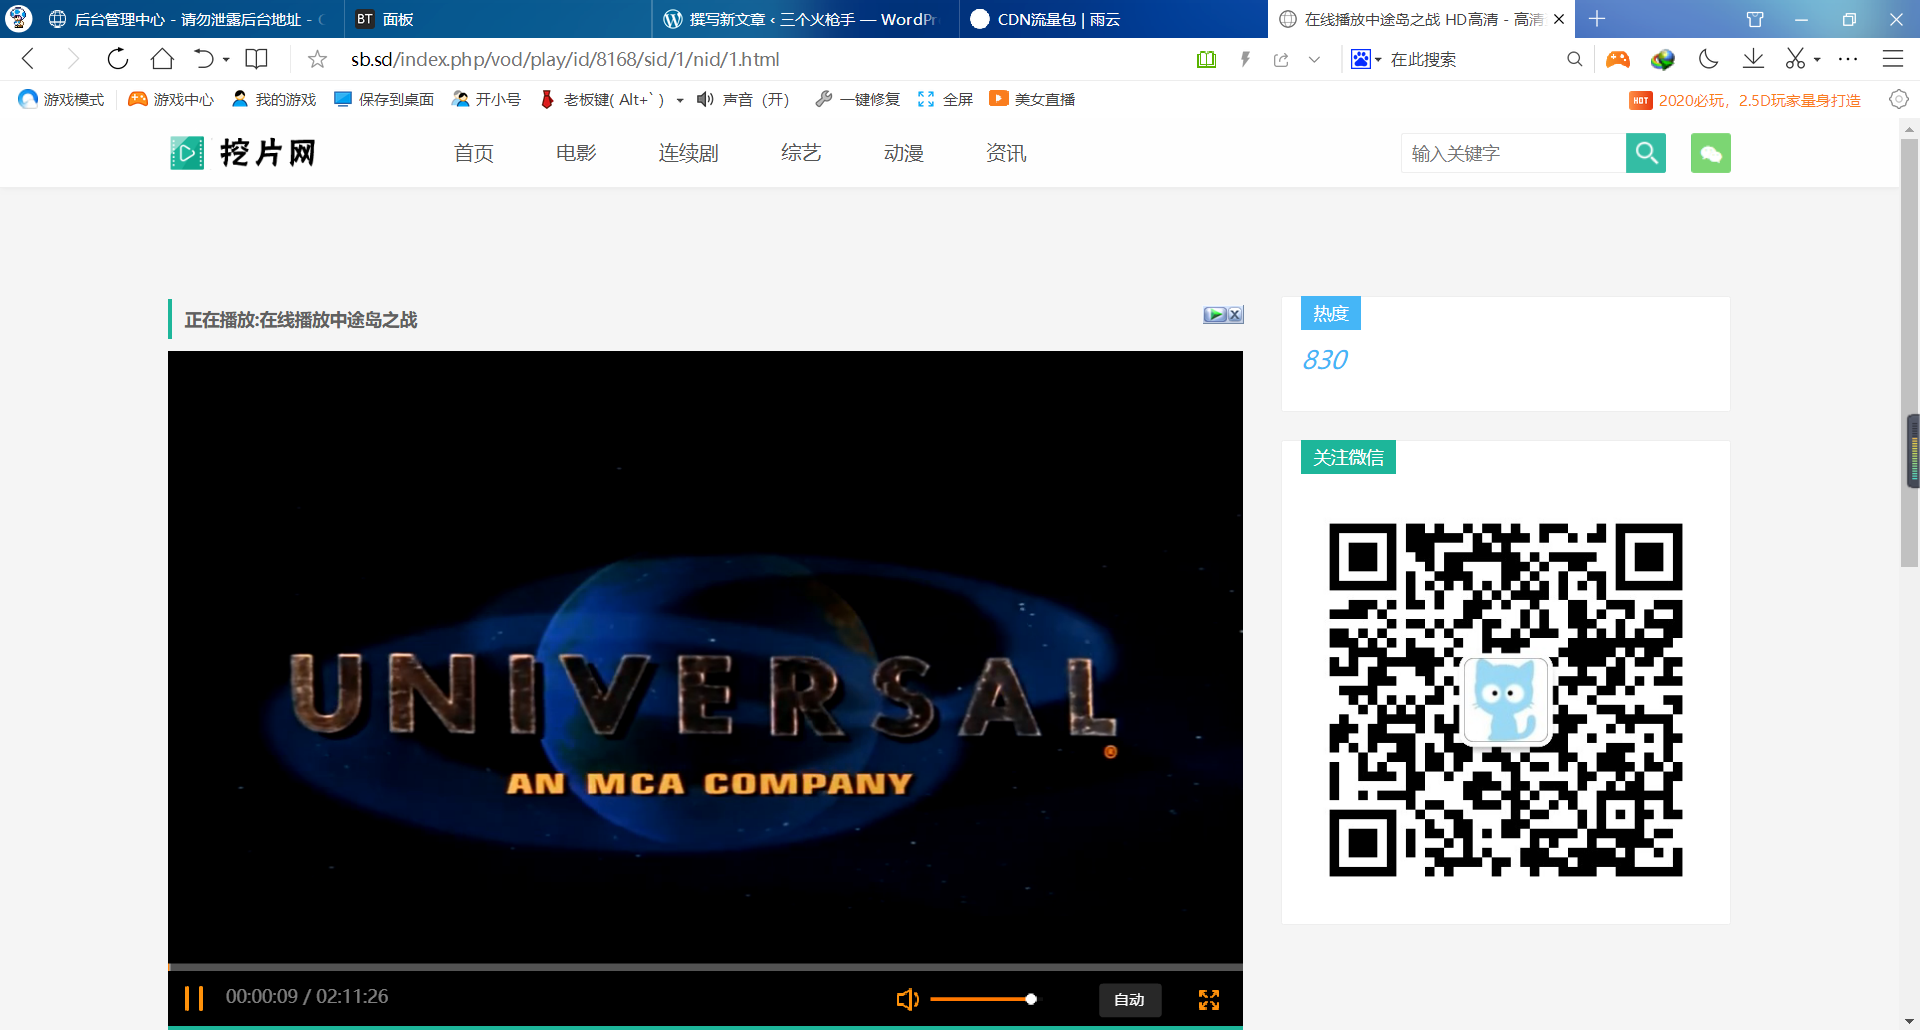 后台管理中心 - 请勿泄露后台地址 -
BT 面板
撰写新文章 ‹ 三个火枪手 — WordPr
CDN流量包 | 雨云
在线播放中途岛之战 HD高清 - 高清
sb.sd/index.php/vod/play/id/8168/sid/1/nid/1.html
在此搜索
游戏模式
游戏中心
我的游戏
保存到桌面
开小号
老板键( Alt+` )
声音（开）
一键修复
全屏
美女直播
HOT 2020必玩，2.5D玩家量身打造
挖片网
首页
电影
连续剧
综艺
动漫
资讯
输入关键字
正在播放:在线播放中途岛之战
热度
830
关注微信
UNIVERSAL
®
AN MCA COMPANY
00:00:09 / 02:11:26
自动